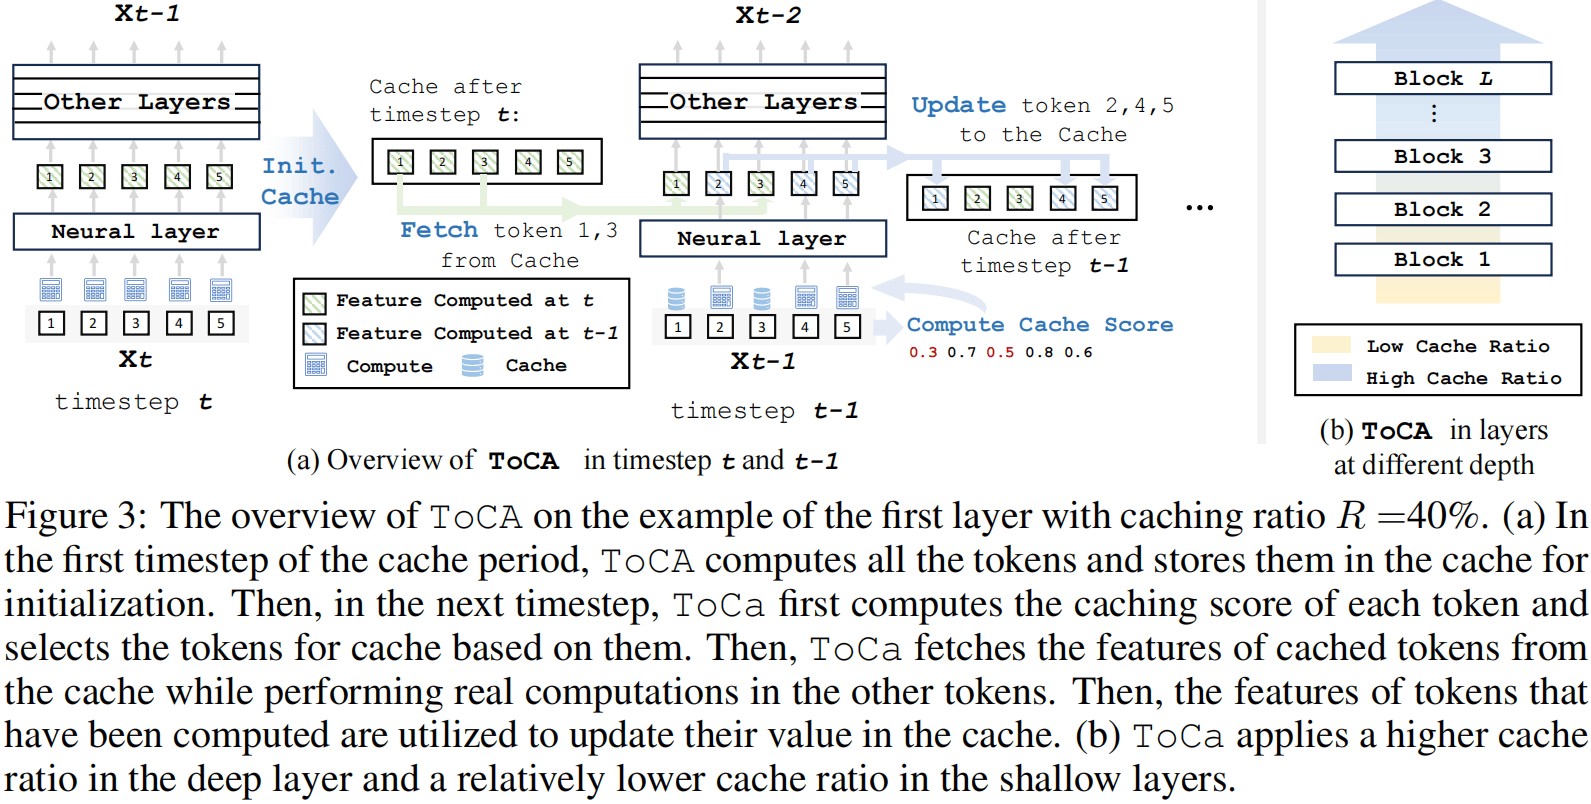 Xt-1
Other Layers
1 2 3 4 5
Neural layer
1 2 3 4 5
Xt
timestep t
Init.
Cache
Cache after
timestep t:
1 2 3 4 5
Fetch token 1,3
from Cache
Feature Computed at t
Feature Computed at t-1
Compute Cache
Xt-2
Other Layers
1 2 3 4 5
Neural layer
1 2 3 4 5
Xt-1
timestep t-1
Update token 2,4,5
to the Cache
1 2 3 4 5
Cache after
timestep t-1
...
Compute Cache Score
0.3 0.7 0.5 0.8 0.6
(a) Overview of ToCA in timestep t and t-1
Block L
⋮
Block 3
Block 2
Block 1
Low Cache Ratio
High Cache Ratio
(b) ToCA in layers
at different depth
Figure 3: The overview of ToCA on the example of the first layer with caching ratio R =40%. (a) In
the first timestep of the cache period, ToCA computes all the tokens and stores them in the cache for
initialization. Then, in the next timestep, ToCa first computes the caching score of each token and
selects the tokens for cache based on them. Then, ToCa fetches the features of cached tokens from
the cache while performing real computations in the other tokens. Then, the features of tokens that
have been computed are utilized to update their value in the cache. (b) ToCa applies a higher cache
ratio in the deep layer and a relatively lower cache ratio in the shallow layers.